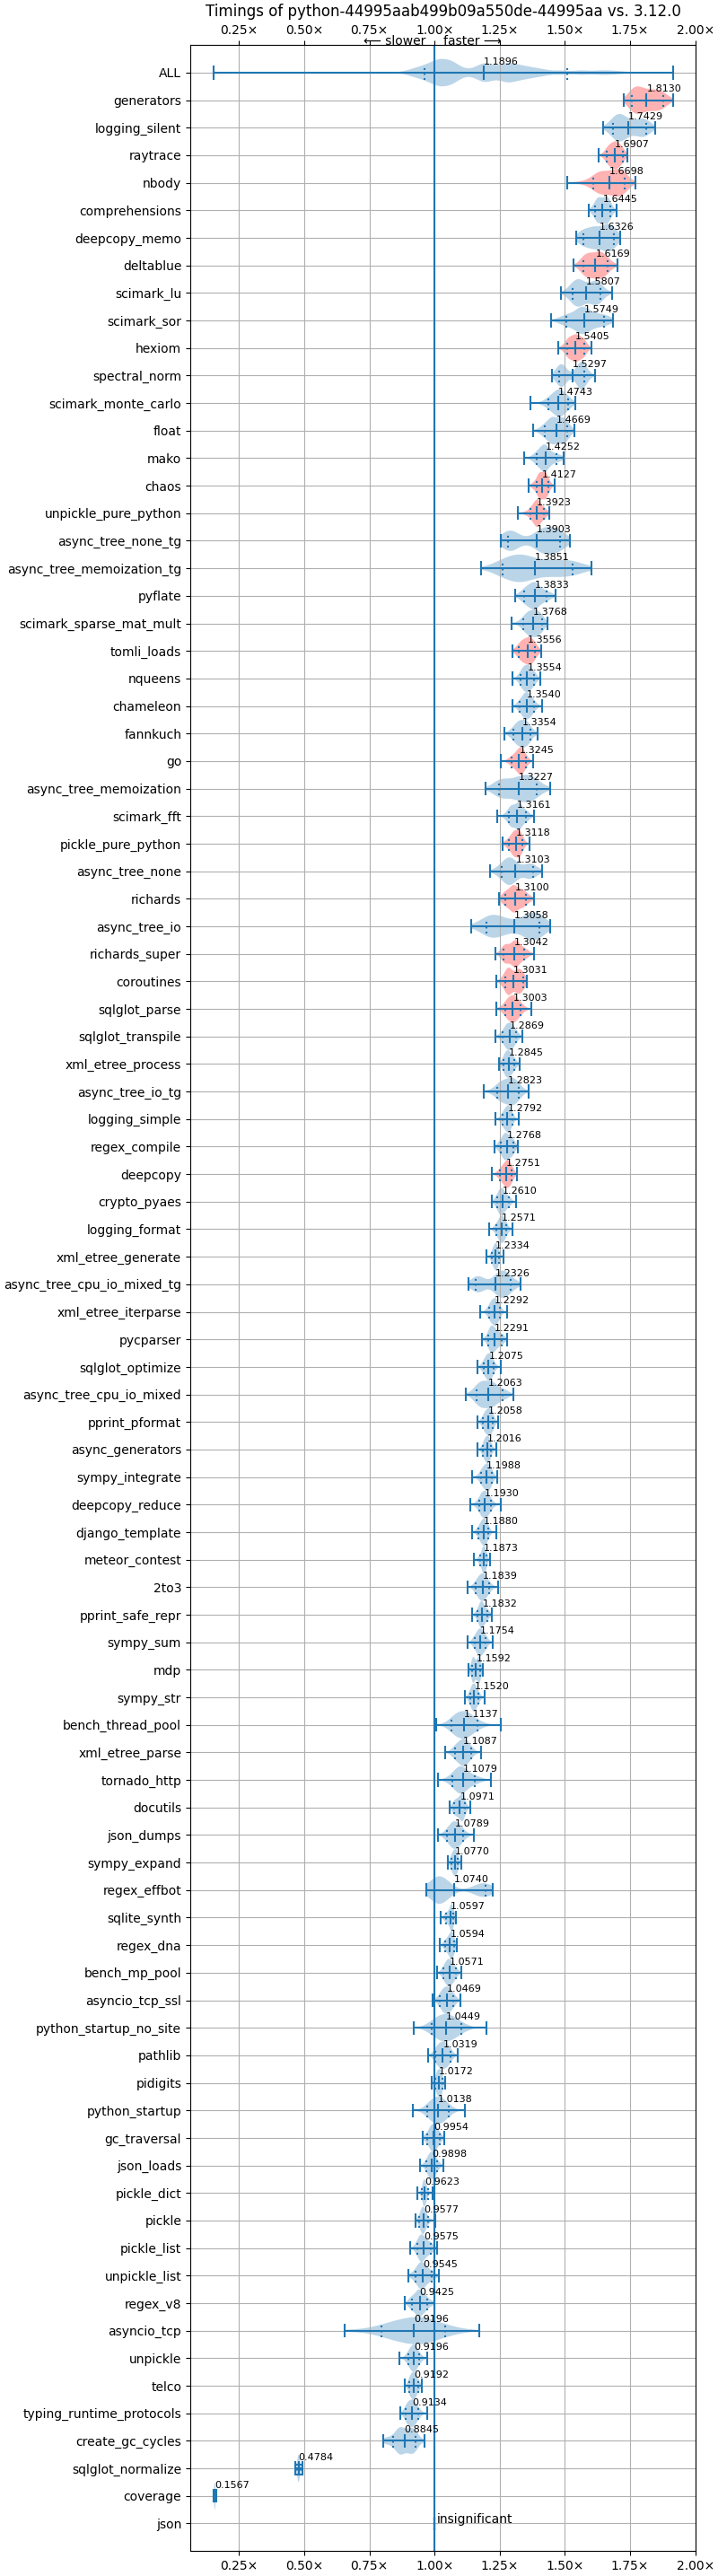 Timings of python-44995aab499b09a550de-44995aa vs. 3.12.0
0.25× 0.50× 0.75× 1.00× 1.25× 1.50× 1.75× 2.00×
⟵ slower faster ⟶
ALL 1.1896
generators 1.8130
logging_silent 1.7429
raytrace 1.6907
nbody 1.6698
comprehensions 1.6445
deepcopy_memo 1.6326
deltablue 1.6169
scimark_lu 1.5807
scimark_sor 1.5749
hexiom 1.5405
spectral_norm 1.5297
scimark_monte_carlo 1.4743
float 1.4669
mako 1.4252
chaos 1.4127
unpickle_pure_python 1.3923
async_tree_none_tg 1.3903
async_tree_memoization_tg 1.3851
pyflate 1.3833
scimark_sparse_mat_mult 1.3768
tomli_loads 1.3556
nqueens 1.3554
chameleon 1.3540
fannkuch 1.3354
go 1.3245
async_tree_memoization 1.3227
scimark_fft 1.3161
pickle_pure_python 1.3118
async_tree_none 1.3103
richards 1.3100
async_tree_io 1.3058
richards_super 1.3042
coroutines 1.3031
sqlglot_parse 1.3003
sqlglot_transpile 1.2869
xml_etree_process 1.2845
async_tree_io_tg 1.2823
logging_simple 1.2792
regex_compile 1.2768
deepcopy 1.2751
crypto_pyaes 1.2610
logging_format 1.2571
xml_etree_generate 1.2334
async_tree_cpu_io_mixed_tg 1.2326
xml_etree_iterparse 1.2292
pycparser 1.2291
sqlglot_optimize 1.2075
async_tree_cpu_io_mixed 1.2063
pprint_pformat 1.2058
async_generators 1.2016
sympy_integrate 1.1988
deepcopy_reduce 1.1930
django_template 1.1880
meteor_contest 1.1873
2to3 1.1839
pprint_safe_repr 1.1832
sympy_sum 1.1754
mdp 1.1592
sympy_str 1.1520
bench_thread_pool 1.1137
xml_etree_parse 1.1087
tornado_http 1.1079
docutils 1.0971
json_dumps 1.0789
sympy_expand 1.0770
regex_effbot 1.0740
sqlite_synth 1.0597
regex_dna 1.0594
bench_mp_pool 1.0571
asyncio_tcp_ssl 1.0469
python_startup_no_site 1.0449
pathlib 1.0319
pidigits 1.0172
python_startup 1.0138
gc_traversal 0.9954
json_loads 0.9898
pickle_dict 0.9623
pickle 0.9577
pickle_list 0.9575
unpickle_list 0.9545
regex_v8 0.9425
asyncio_tcp 0.9196
unpickle 0.9196
telco 0.9192
typing_runtime_protocols 0.9134
create_gc_cycles 0.8845
sqlglot_normalize 0.4784
coverage 0.1567
json insignificant
0.25× 0.50× 0.75× 1.00× 1.25× 1.50× 1.75× 2.00×